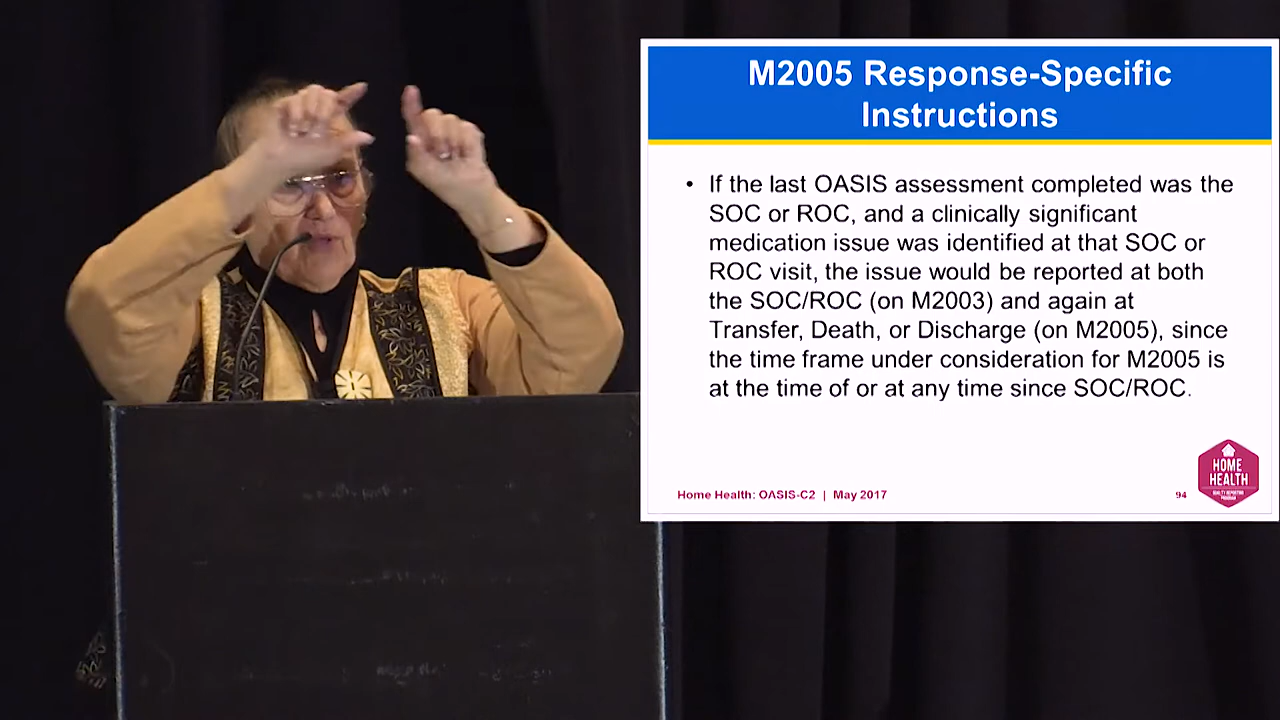 M2005 Response-Specific
Instructions
• If the last OASIS assessment completed was the
SOC or ROC, and a clinically significant
medication issue was identified at that SOC or
ROC visit, the issue would be reported at both
the SOC/ROC (on M2003) and again at
Transfer, Death, or Discharge (on M2005), since
the time frame under consideration for M2005 is
at the time of or at any time since SOC/ROC.
Home Health: OASIS-C2 | May 2017
94
HOME
HEALTH
QUALITY REPORTING
PROGRAM